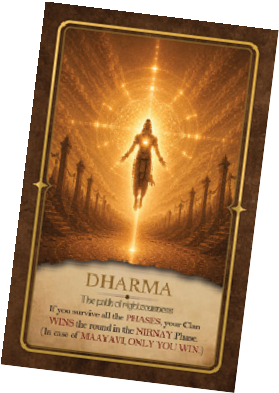 DHARMA
The path of righteousness
If you survive all the PHASES, your Clan
WINS the round in the NIRNAY Phase.
(In case of MAAYAVI, ONLY YOU WIN.)